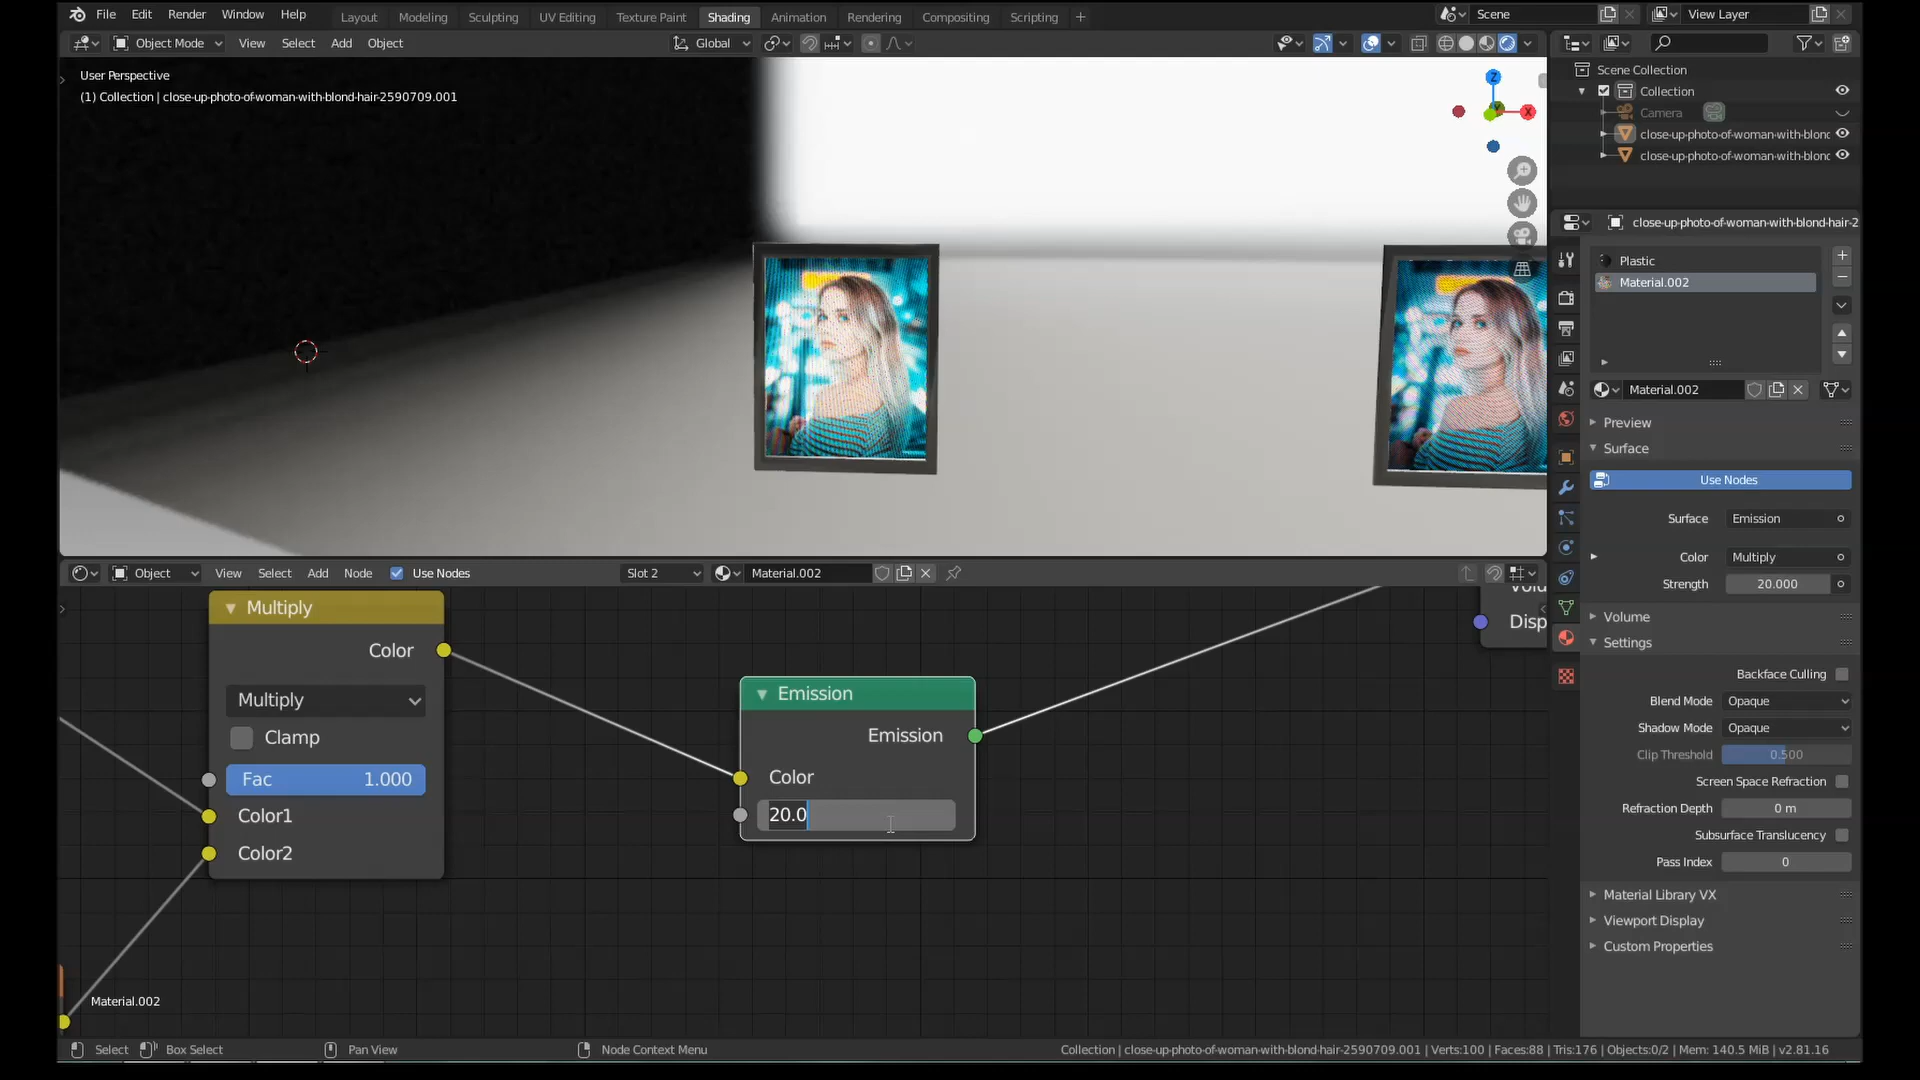 File Edit Render Window Help Layout Modeling Sculpting UV Editing Texture Paint Shading Animation Rendering Compositing Scripting + Scene View Layer
Object Mode View Select Add Object Global
User Perspective
(1) Collection | close-up-photo-of-woman-with-blond-hair-2590709.001
Z
X
Y
Scene Collection
Collection
Camera
close-up-photo-of-woman-with-blonc
close-up-photo-of-woman-with-blonc
close-up-photo-of-woman-with-blond-hair-2
Plastic
Material.002
Material.002
Preview
Surface
Use Nodes
Surface Emission
Color Multiply
Strength 20.000
Volume
Settings
Backface Culling
Blend Mode Opaque
Shadow Mode Opaque
Clip Threshold 0.500
Screen Space Refraction
Refraction Depth 0 m
Subsurface Translucency
Pass Index 0
Material Library VX
Viewport Display
Custom Properties
Object View Select Add Node Use Nodes Slot 2 Material.002
Multiply
Color
Multiply
Clamp
Fac 1.000
Color1
Color2
Emission
Emission
Color
20.0
Disp
Material.002
Select Box Select Pan View Node Context Menu Collection | close-up-photo-of-woman-with-blond-hair-2590709.001 | Verts:100 | Faces:88 | Tris:176 | Objects:0/2 | Mem: 140.5 MiB | v2.81.16